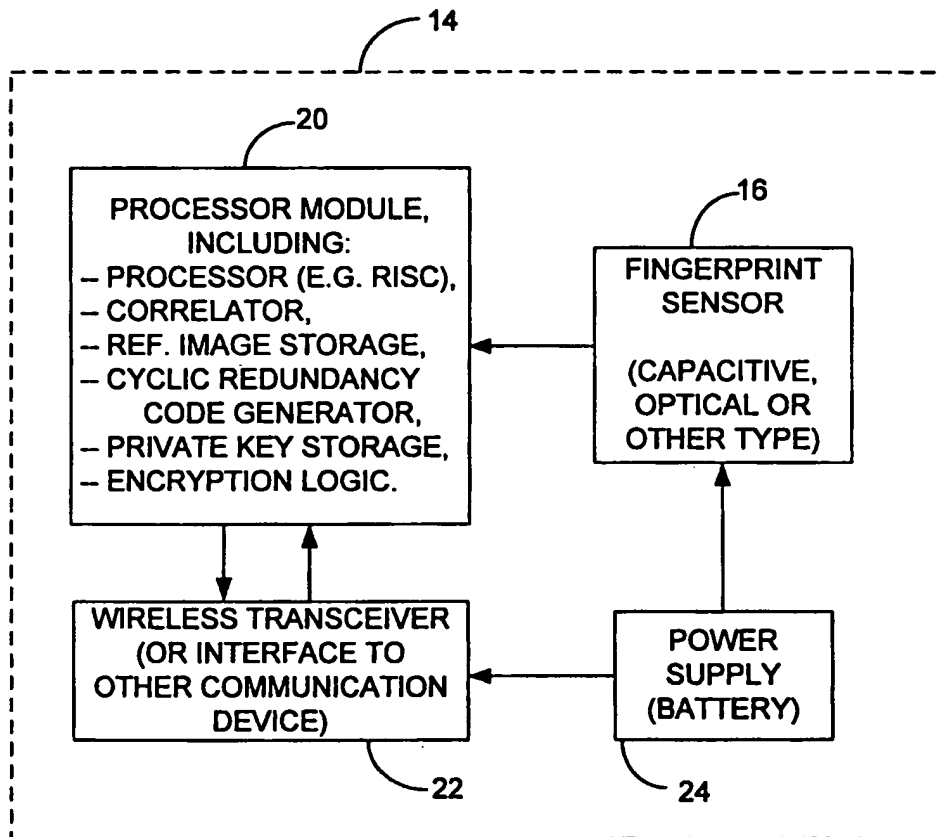 14
20
PROCESSOR MODULE,
INCLUDING:
– PROCESSOR (E.G. RISC),
– CORRELATOR,
– REF. IMAGE STORAGE,
– CYCLIC REDUNDANCY
CODE GENERATOR,
– PRIVATE KEY STORAGE,
– ENCRYPTION LOGIC.
16
FINGERPRINT
SENSOR
(CAPACITIVE,
OPTICAL OR
OTHER TYPE)
WIRELESS TRANSCEIVER
(OR INTERFACE TO
OTHER COMMUNICATION
DEVICE)
22
POWER
SUPPLY
(BATTERY)
24